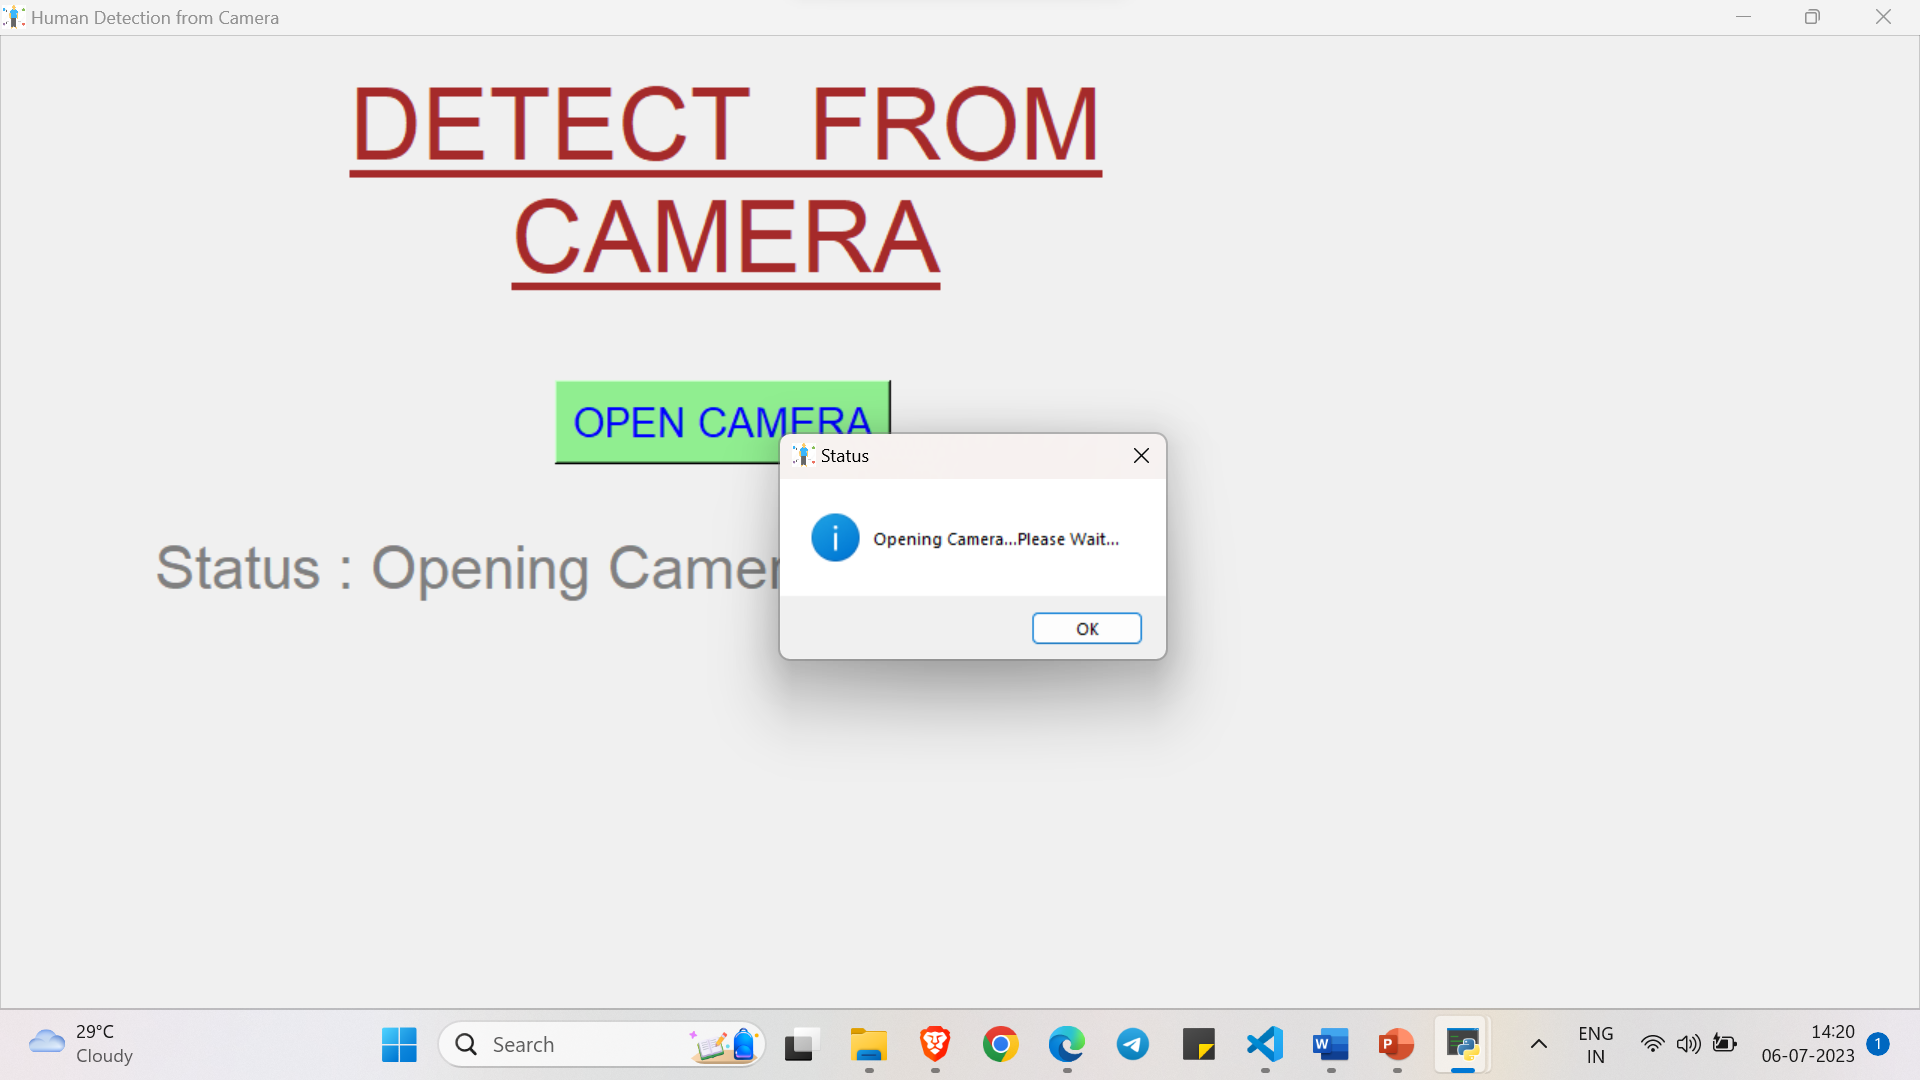 Human Detection from Camera
DETECT FROM
CAMERA
OPEN CAMERA
Status
Opening Camera...Please Wait...
OK
Status : Opening Camer
29°C
Cloudy
Search
ENG
IN
14:20
06-07-2023
1